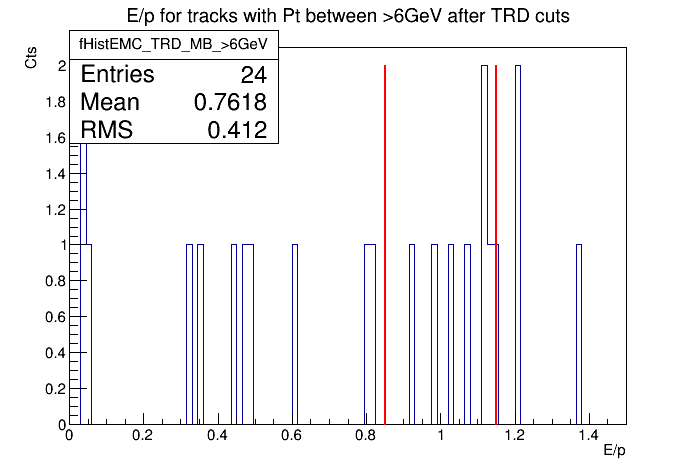 E/p for tracks with Pt between >6GeV after TRD cuts
fHistEMC_TRD_MB_>6GeV
Entries 24
Mean 0.7618
RMS 0.412
Cts
2
1.8
1.6
1.4
1.2
1
0.8
0.6
0.4
0.2
0
0 0.2 0.4 0.6 0.8 1 1.2 1.4
E/p